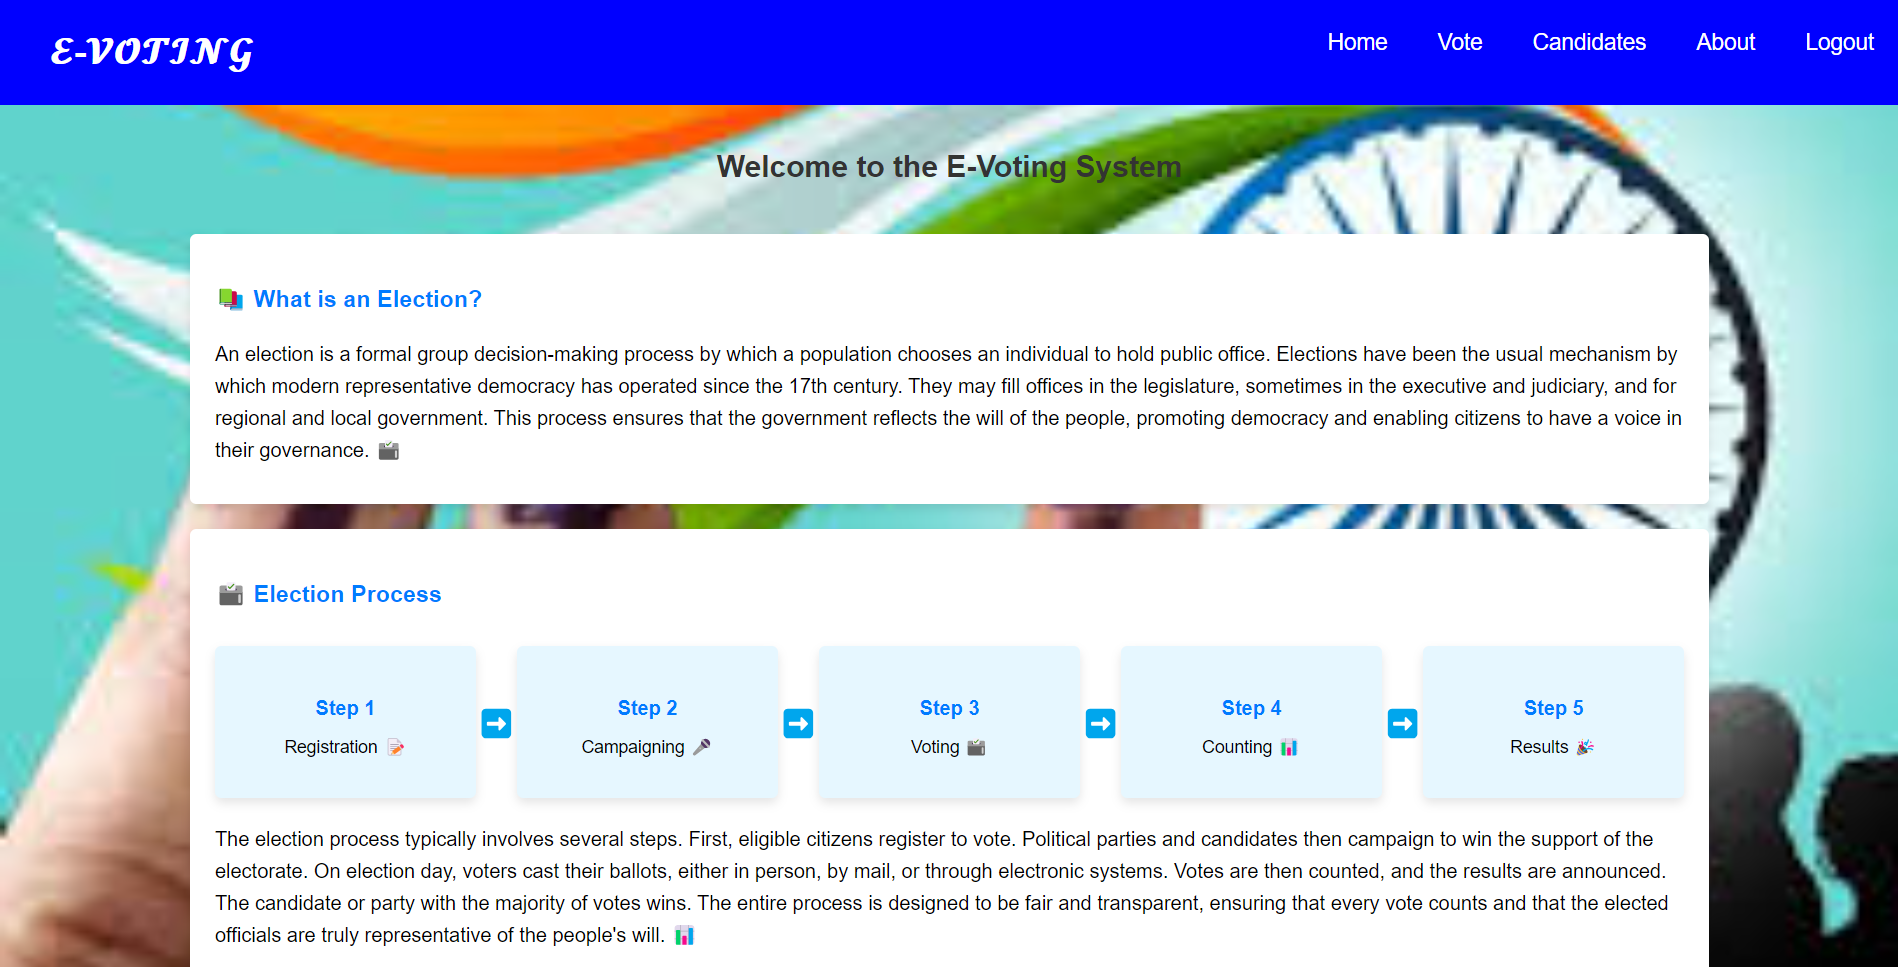 E-VOTING
Home Vote Candidates About Logout
Welcome to the E-Voting System
What is an Election?
An election is a formal group decision-making process by which a population chooses an individual to hold public office. Elections have been the usual mechanism by
which modern representative democracy has operated since the 17th century. They may fill offices in the legislature, sometimes in the executive and judiciary, and for
regional and local government. This process ensures that the government reflects the will of the people, promoting democracy and enabling citizens to have a voice in
their governance.
Election Process
Step 1
Registration
Step 2
Campaigning
Step 3
Voting
Step 4
Counting
Step 5
Results
The election process typically involves several steps. First, eligible citizens register to vote. Political parties and candidates then campaign to win the support of the
electorate. On election day, voters cast their ballots, either in person, by mail, or through electronic systems. Votes are then counted, and the results are announced.
The candidate or party with the majority of votes wins. The entire process is designed to be fair and transparent, ensuring that every vote counts and that the elected
officials are truly representative of the people's will.